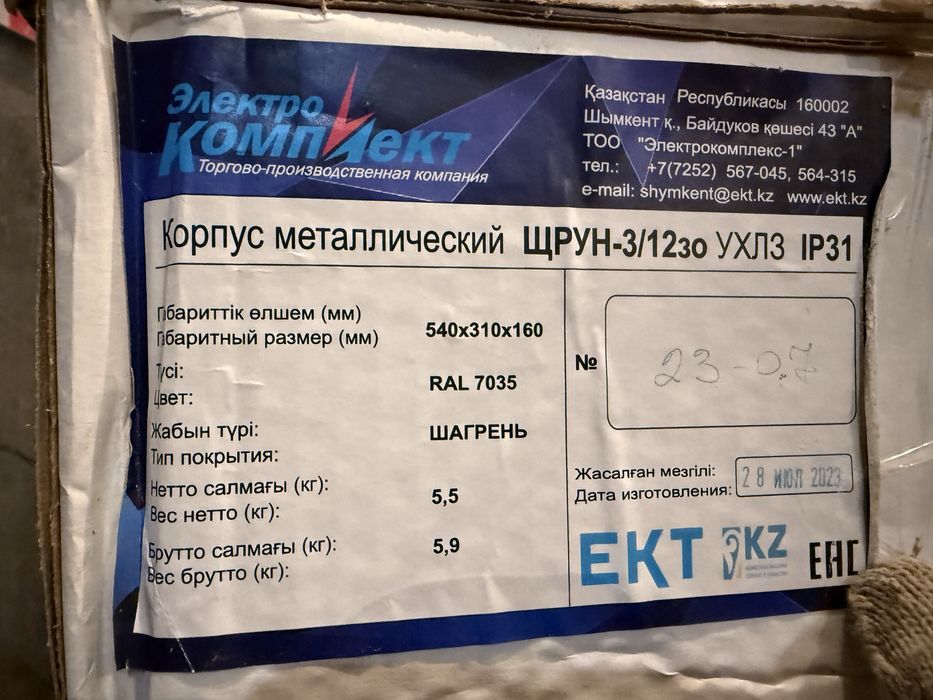 Электро
Комплект
Торгово-производственная компания
Қазақстан Республикасы 160002
Шымкент қ., Байдуков көшесі 43 "А"
ТОО "Электрокомплекс-1"
тел.: +7(7252) 567-045, 564-315
e-mail: shymkent@ekt.kz www.ekt.kz
Корпус металлический ЩРУН-3/12зо УХЛЗ IP31
Габариттік өлшем (мм)
Габаритный размер (мм)
540х310х160
Түсі:
Цвет:
RAL 7035
Жабын түрі:
Тип покрытия:
ШАГРЕНЬ
Нетто салмағы (кг):
Вес нетто (кг):
5,5
Брутто салмағы (кг):
Вес брутто (кг):
5,9
№
23-0.7
Жасалған мезгілі:
Дата изготовления:
28 ИЮЛ 2023
EKT
KZ
ЕАС